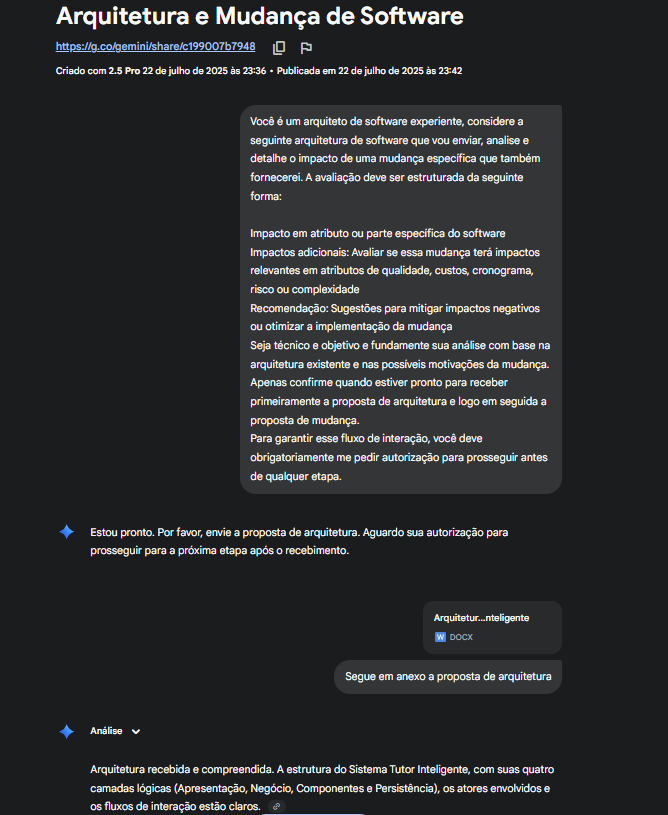 Arquitetura e Mudança de Software
https://g.co/gemini/share/c199007b7948
Criado com 2.5 Pro 22 de julho de 2025 às 23:36 • Publicada em 22 de julho de 2025 às 23:42
Você é um arquiteto de software experiente, considere a
seguinte arquitetura de software que vou enviar, analise e
detalhe o impacto de uma mudança específica que também
fornecerei. A avaliação deve ser estruturada da seguinte
forma:
Impacto em atributo ou parte específica do software
Impactos adicionais: Avaliar se essa mudança terá impactos
relevantes em atributos de qualidade, custos, cronograma,
risco ou complexidade
Recomendação: Sugestões para mitigar impactos negativos
ou otimizar a implementação da mudança
Seja técnico e objetivo e fundamente sua análise com base na
arquitetura existente e nas possíveis motivações da mudança.
Apenas confirme quando estiver pronto para receber
primeiramente a proposta de arquitetura e logo em seguida a
proposta de mudança.
Para garantir esse fluxo de interação, você deve
obrigatoriamente me pedir autorização para prosseguir antes
de qualquer etapa.
Estou pronto. Por favor, envie a proposta de arquitetura. Aguardo sua autorização para
prosseguir para a próxima etapa após o recebimento.
Arquitetur...nteligente
W DOCX
Segue em anexo a proposta de arquitetura
Análise
Arquitetura recebida e compreendida. A estrutura do Sistema Tutor Inteligente, com suas quatro
camadas lógicas (Apresentação, Negócio, Componentes e Persistência), os atores envolvidos e
os fluxos de interação estão claros.